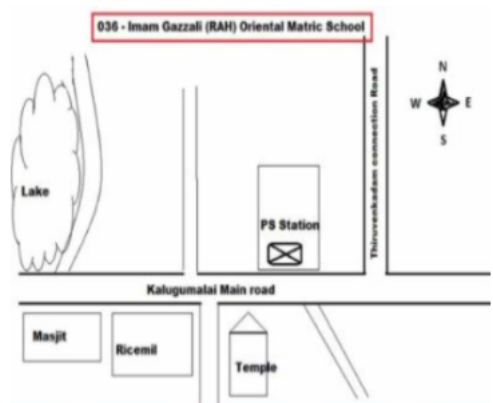 036 - Imam Gazzali (RAH) Oriental Matric School
N
W E
S
Thiruvenkadam connection Road
Lake
PS Station
Kalugumalai Main road
Masjit
Ricemil
Temple